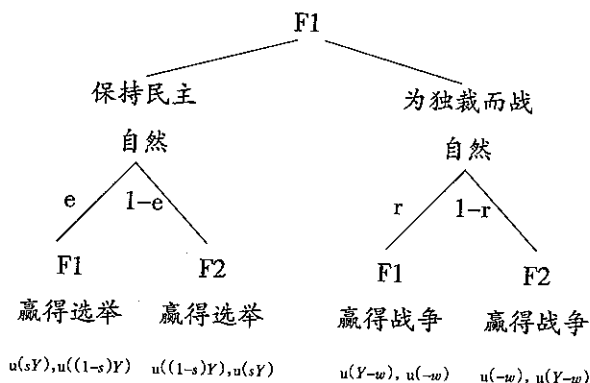 F1
保持民主 为独裁而战
自然 自然
e 1-e r 1-r
F1 F2 F1 F2
赢得选举 赢得选举 赢得战争 赢得战争
u(sY),u((1-s)Y) u((1-s)Y),u(sY) u(Y-w), u(-w) u(-w), u(Y-w)